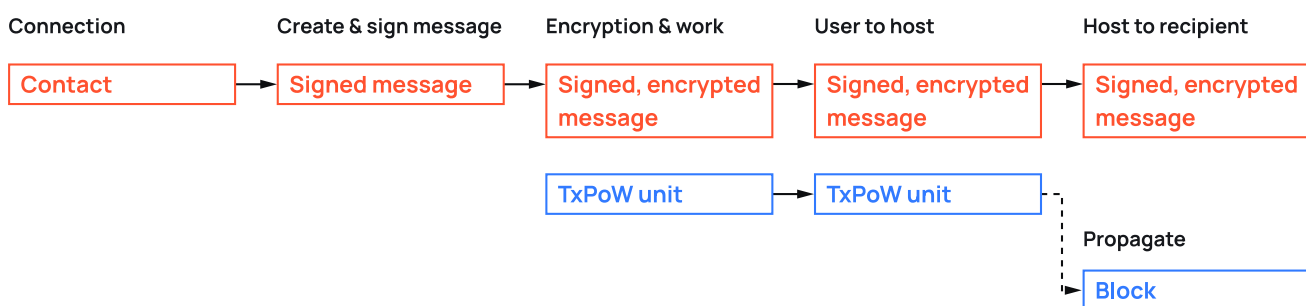 Connection
Create & sign message
Encryption & work
User to host
Host to recipient
Contact
Signed message
Signed, encrypted
message
Signed, encrypted
message
Signed, encrypted
message
TxPoW unit
TxPoW unit
Propagate
Block